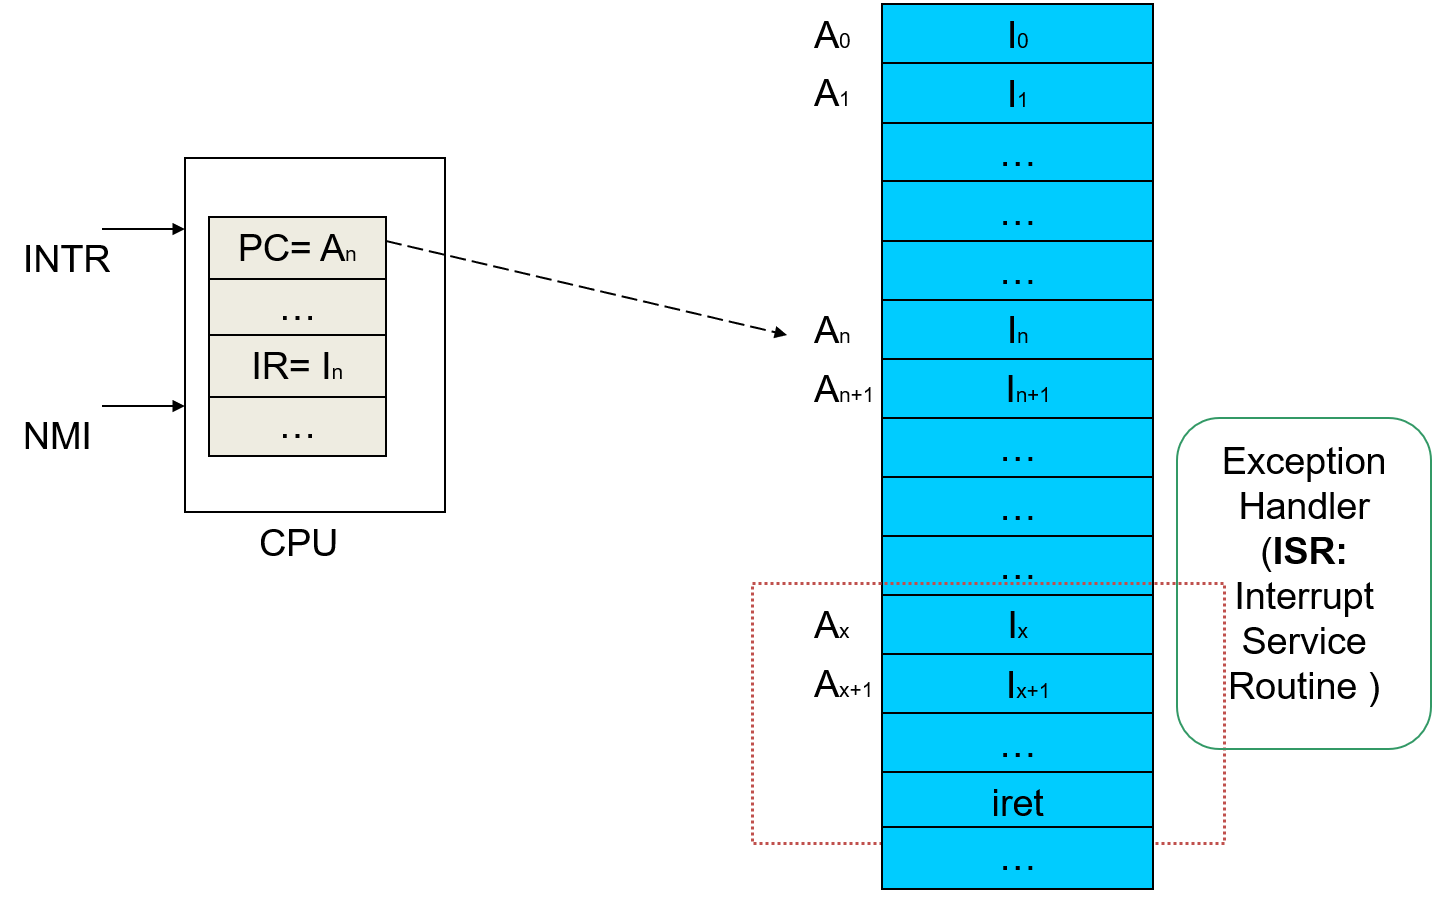 A0 I0
A1 I1
…
…
…
INTR
PC= An
…
IR= In
…
NMI
CPU
An In
An+1 In+1
…
…
…
Ax Ix
Ax+1 Ix+1
…
iret
…
Exception
Handler
(ISR:
Interrupt
Service
Routine )